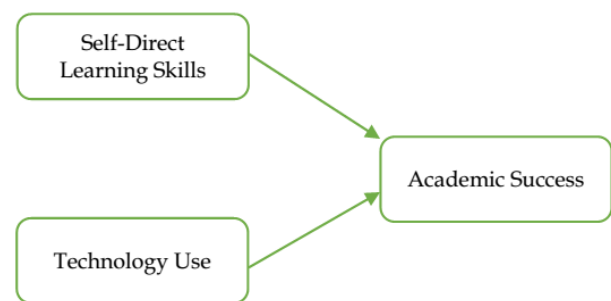 Self-Direct
Learning Skills
Academic Success
Technology Use